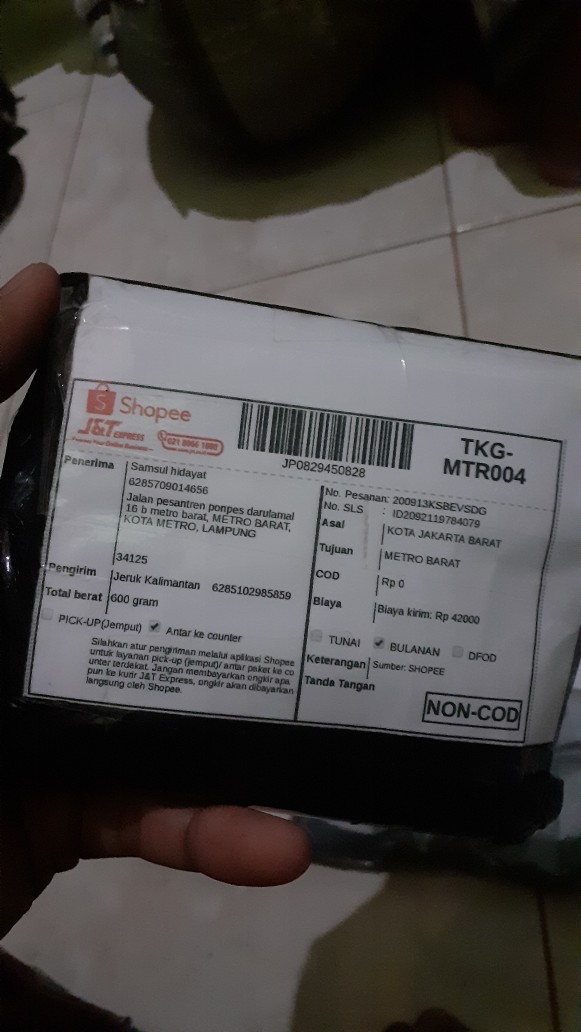 Shopee
J&T EXPRESS
021 8066 1888
JP0829450828
TKG-
MTR004
Penerima
Samsul hidayat
6285709014656
Jalan pesantren ponpes darulamal
16 b metro barat, METRO BARAT,
KOTA METRO, LAMPUNG
34125
Pengirim
Jeruk Kalimantan 6285102985859
Total berat
600 gram
PICK-UP(Jemput) Antar ke counter
Silahkan atur pengiriman melalui aplikasi Shopee
untuk layanan pick-up (jemput)/ antar paket ke co
unter terdekat. Jangan membayarkan ongkir apa
pun ke kurir J&T Express, ongkir akan dibayarkan
langsung oleh Shopee.
No. Pesanan: 200913KSBEVSDG
No. SLS : ID2092119784079
Asal
KOTA JAKARTA BARAT
Tujuan
METRO BARAT
COD
Rp 0
Biaya
Biaya kirim: Rp 42000
TUNAI BULANAN DFOD
Keterangan Sumber: SHOPEE
Tanda Tangan
NON-COD